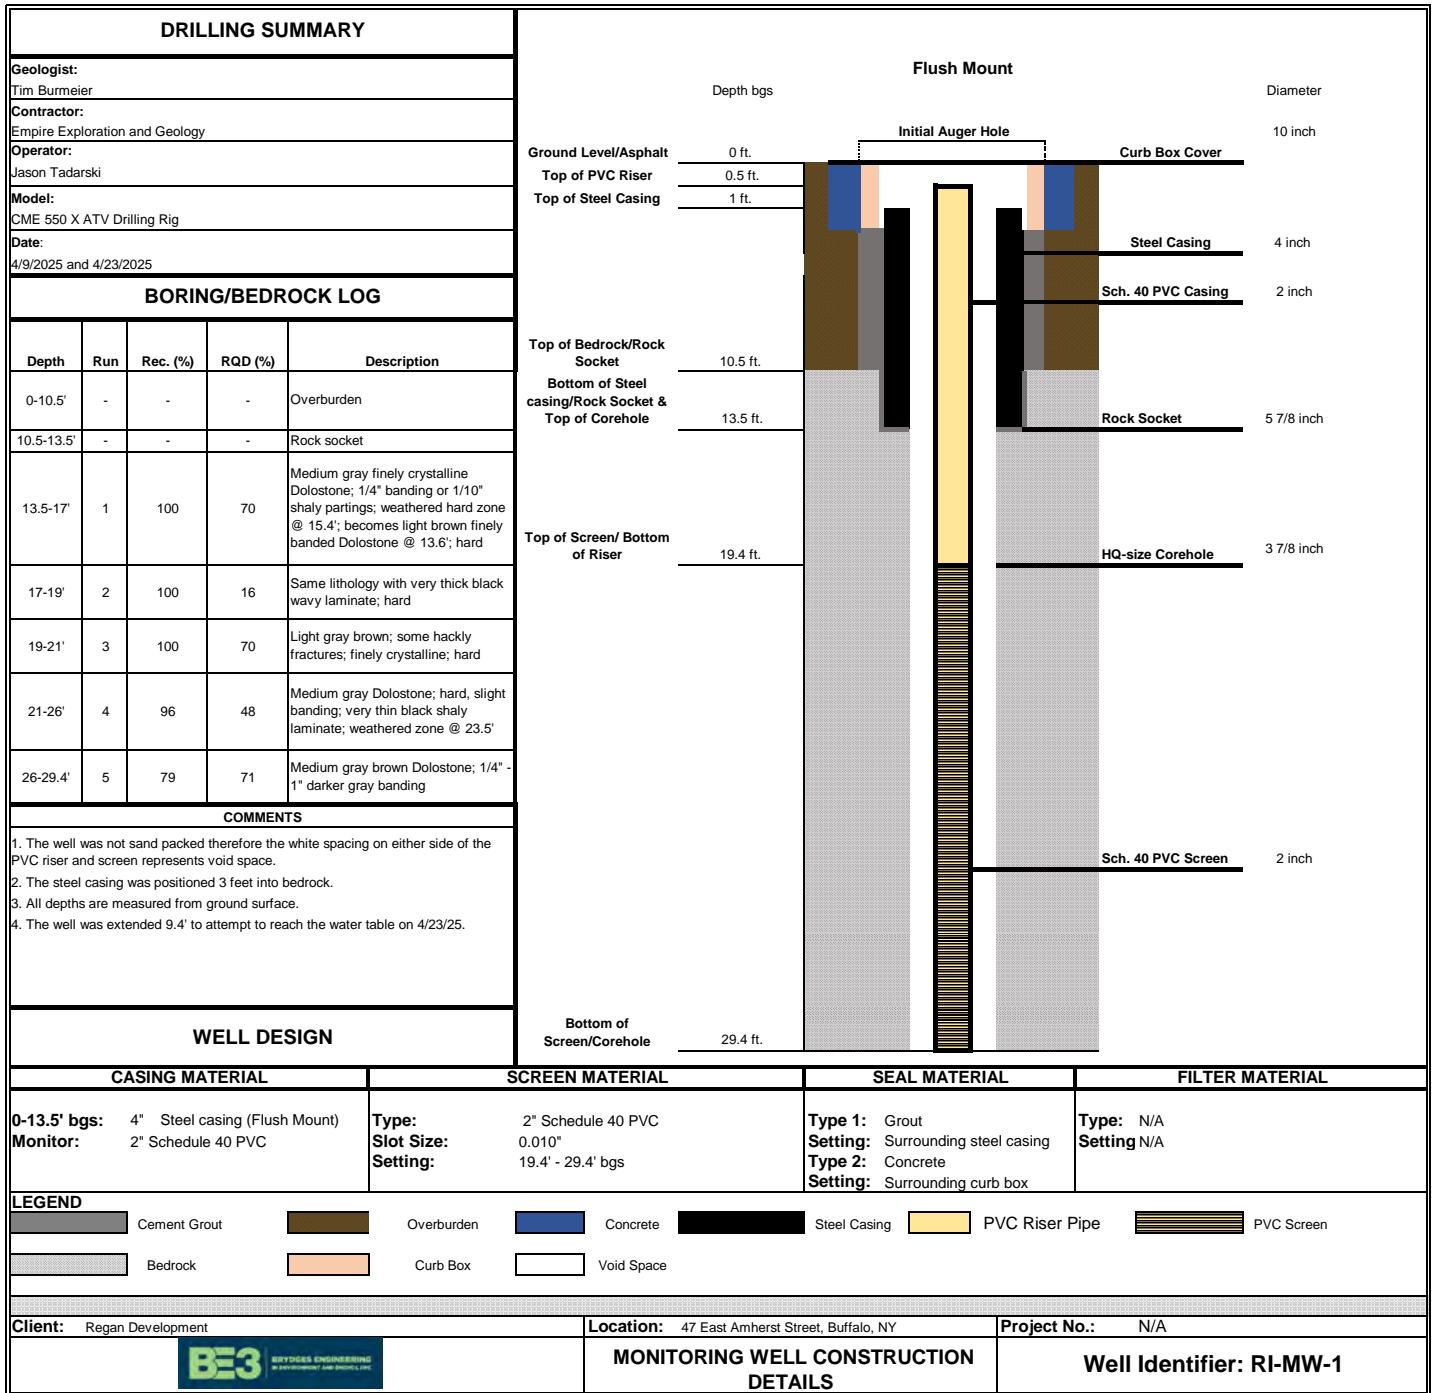 DRILLING SUMMARY
Geologist:
Tim Burmeier
Contractor:
Empire Exploration and Geology
Operator:
Jason Tadarski
Model:
CME 550 X ATV Drilling Rig
Date:
4/9/2025 and 4/23/2025
BORING/BEDROCK LOG
Depth Run Rec. (%) RQD (%) Description
0-10.5' - - - Overburden
10.5-13.5' - - - Rock socket
13.5-17' 1 100 70
Medium gray finely crystalline
Dolostone; 1/4" banding or 1/10"
shaly partings; weathered hard zone
@ 15.4'; becomes light brown finely
banded Dolostone @ 13.6'; hard
17-19' 2 100 16
Same lithology with very thick black
wavy laminate; hard
19-21' 3 100 70
Light gray brown; some hackly
fractures; finely crystalline; hard
21-26' 4 96 48
Medium gray Dolostone; hard, slight
banding; very thin black shaly
laminate; weathered zone @ 23.5'
26-29.4' 5 79 71
Medium gray brown Dolostone; 1/4" -
1" darker gray banding
COMMENTS
1. The well was not sand packed therefore the white spacing on either side of the
PVC riser and screen represents void space.
2. The steel casing was positioned 3 feet into bedrock.
3. All depths are measured from ground surface.
4. The well was extended 9.4' to attempt to reach the water table on 4/23/25.
WELL DESIGN
Flush Mount
Depth bgs
Diameter
Initial Auger Hole
10 inch
Ground Level/Asphalt 0 ft.
Curb Box Cover
Top of PVC Riser 0.5 ft.
Top of Steel Casing 1 ft.
Steel Casing 4 inch
Sch. 40 PVC Casing 2 inch
Top of Bedrock/Rock
Socket 10.5 ft.
Bottom of Steel
casing/Rock Socket &
Top of Corehole 13.5 ft.
Rock Socket 5 7/8 inch
Top of Screen/ Bottom
of Riser 19.4 ft.
HQ-size Corehole 3 7/8 inch
Sch. 40 PVC Screen 2 inch
Bottom of
Screen/Corehole 29.4 ft.
CASING MATERIAL
0-13.5' bgs: 4" Steel casing (Flush Mount)
Monitor: 2" Schedule 40 PVC
SCREEN MATERIAL
Type: 2" Schedule 40 PVC
Slot Size: 0.010"
Setting: 19.4' - 29.4' bgs
SEAL MATERIAL
Type 1: Grout
Setting: Surrounding steel casing
Type 2: Concrete
Setting: Surrounding curb box
FILTER MATERIAL
Type: N/A
Setting N/A
LEGEND
Cement Grout Overburden Concrete Steel Casing PVC Riser Pipe PVC Screen
Bedrock Curb Box Void Space
Client: Regan Development
Location: 47 East Amherst Street, Buffalo, NY
Project No.: N/A
BE3
BRYDGES ENGINEERING
IN ENVIRONMENT AND ENERGY, DPC
MONITORING WELL CONSTRUCTION
DETAILS
Well Identifier: RI-MW-1